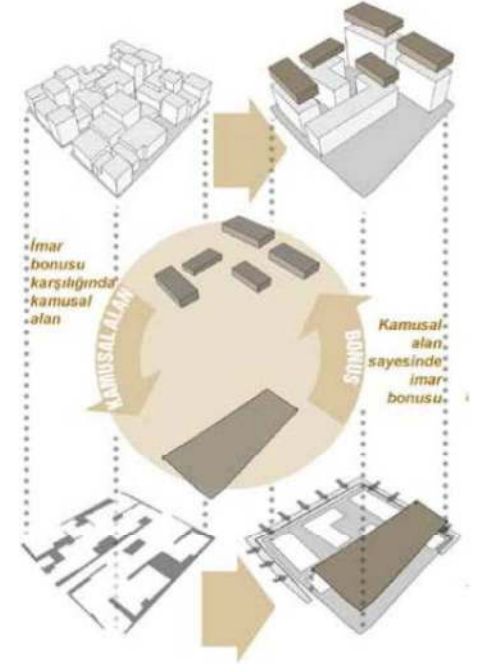 İmar
bonusu
karşılığında
kamusal
alan
KAMUSAL ALAN
BONUS
Kamusal
alan
sayesinde
imar
bonusu